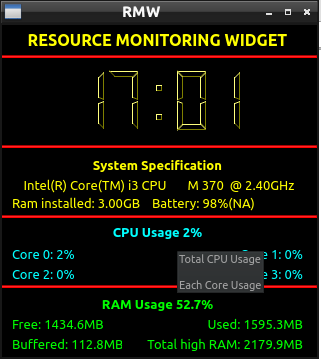 RMW
RESOURCE MONITORING WIDGET
17:01
System Specification
Intel(R) Core(TM) i3 CPU M 370 @ 2.40GHz
Ram installed: 3.00GB Battery: 98%(NA)
CPU Usage 2%
Core 0: 2% 1: 0%
Total CPU Usage
Core 2: 0% 3: 0%
Each Core Usage
RAM Usage 52.7%
Free: 1434.6MB Used: 1595.3MB
Buffered: 112.8MB Total high RAM: 2179.9MB